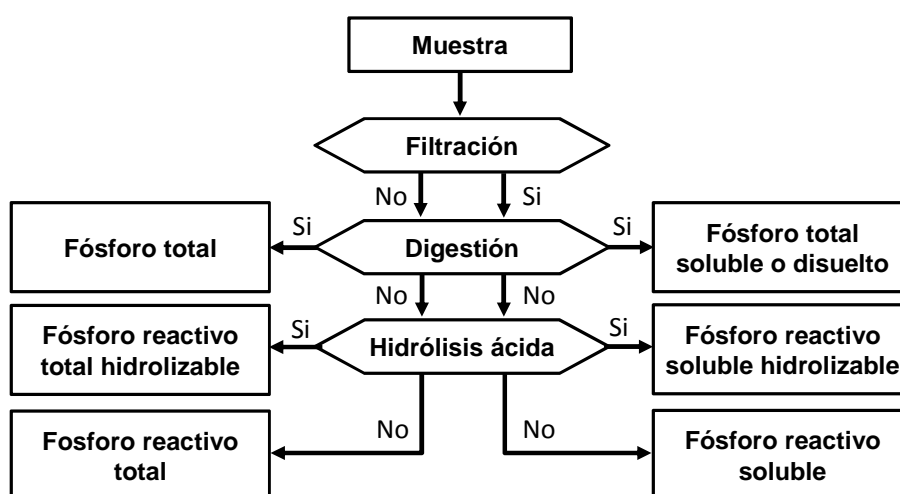 Muestra
Filtración
No
Si
Si
Si
Fósforo total
Digestión
Fósforo total
soluble o disuelto
No
No
Si
Si
Fósforo reactivo
total hidrolizable
Hidrólisis ácida
Fósforo reactivo
soluble hidrolizable
No
No
Fosforo reactivo
total
Fósforo reactivo
soluble